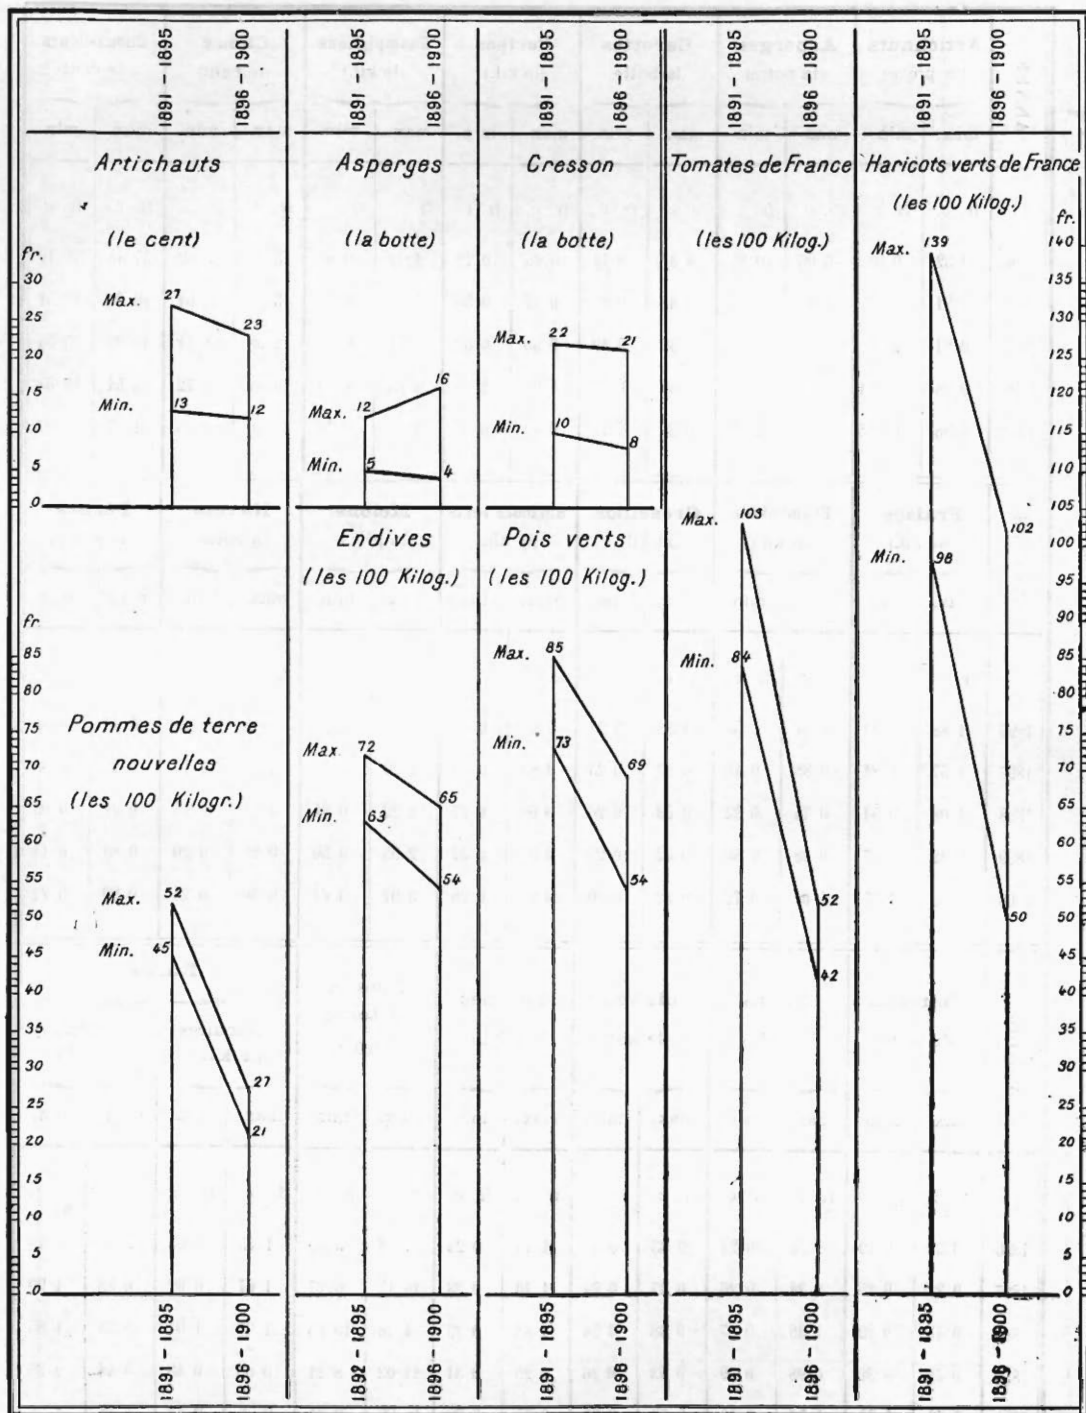 1891 - 1895
1896 - 1900
1891 - 1895
1896 - 1900
1891 - 1895
1896 - 1900
1891 - 1895
1896 - 1900
1891 - 1895
1896 - 1900
Artichauts
(le cent)
fr.
30
25
20
15
10
5
0
Max.
27
23
Min.
13
12
Asperges
(la botte)
Max.
12
16
Min.
5
4
Cresson
(la botte)
Max.
22
21
Min.
10
8
Tomates de France
(les 100 Kilog.)
Max.
103
Min.
84
52
42
Haricots verts de France
(les 100 Kilog.)
Max.
139
Min.
98
102
50
fr.
140
135
130
125
120
115
110
105
100
95
90
85
80
75
70
65
60
55
50
45
40
35
30
25
20
15
10
5
0
fr.
85
80
75
70
65
60
55
50
45
40
35
30
25
20
15
10
5
0
Pommes de terre
nouvelles
(les 100 Kilogr.)
Max.
52
Min.
45
27
21
Endives
(les 100 Kilog.)
Max
72
65
Min.
63
54
Pois verts
(les 100 Kilog.)
Max.
85
69
Min.
73
54
1891 - 1895
1896 - 1900
1892 - 1895
1896 - 1900
1891 - 1895
1896 - 1900
1891 - 1895
1896 - 1900
1891 - 1895
1896 - 1900